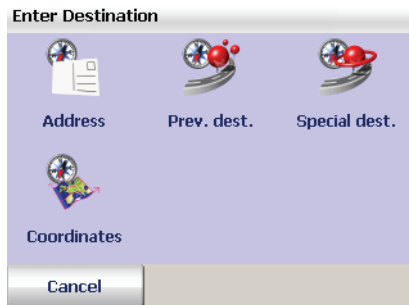 Enter Destination
Address
Prev. dest.
Special dest.
Coordinates
Cancel